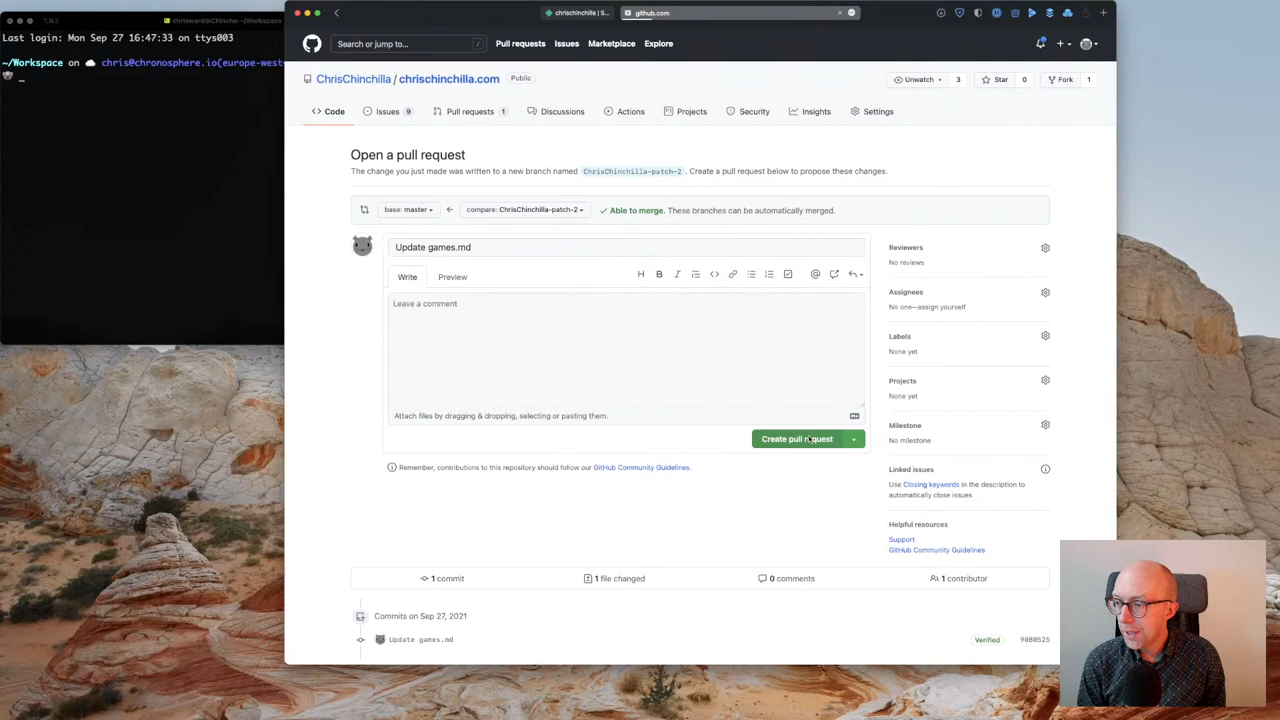 ⌥⌘2
chrisward@Chincho:~/Workspace
Last login: Mon Sep 27 16:47:33 on ttys003
~/Workspace on chris@chronosphere.io(europe-west-
chrischinchilla | S...
github.com
Search or jump to...
/
Pull requests
Issues
Marketplace
Explore
ChrisChinchilla / chrischinchilla.com
Public
Unwatch
3
Star
0
Fork
1
<> Code
Issues 9
Pull requests 1
Discussions
Actions
Projects
Security
Insights
Settings
Open a pull request
The change you just made was written to a new branch named ChrisChinchilla-patch-2 . Create a pull request below to propose these changes.
base: master
compare: ChrisChinchilla-patch-2
Able to merge. These branches can be automatically merged.
Update games.md
Write
Preview
Leave a comment
Attach files by dragging & dropping, selecting or pasting them.
Create pull request
Remember, contributions to this repository should follow our GitHub Community Guidelines.
Reviewers
No reviews
Assignees
No one—assign yourself
Labels
None yet
Projects
None yet
Milestone
No milestone
Linked issues
Use Closing keywords in the description to
automatically close issues
Helpful resources
Support
GitHub Community Guidelines
1 commit
1 file changed
0 comments
1 contributor
Commits on Sep 27, 2021
Update games.md
Verified
9080525